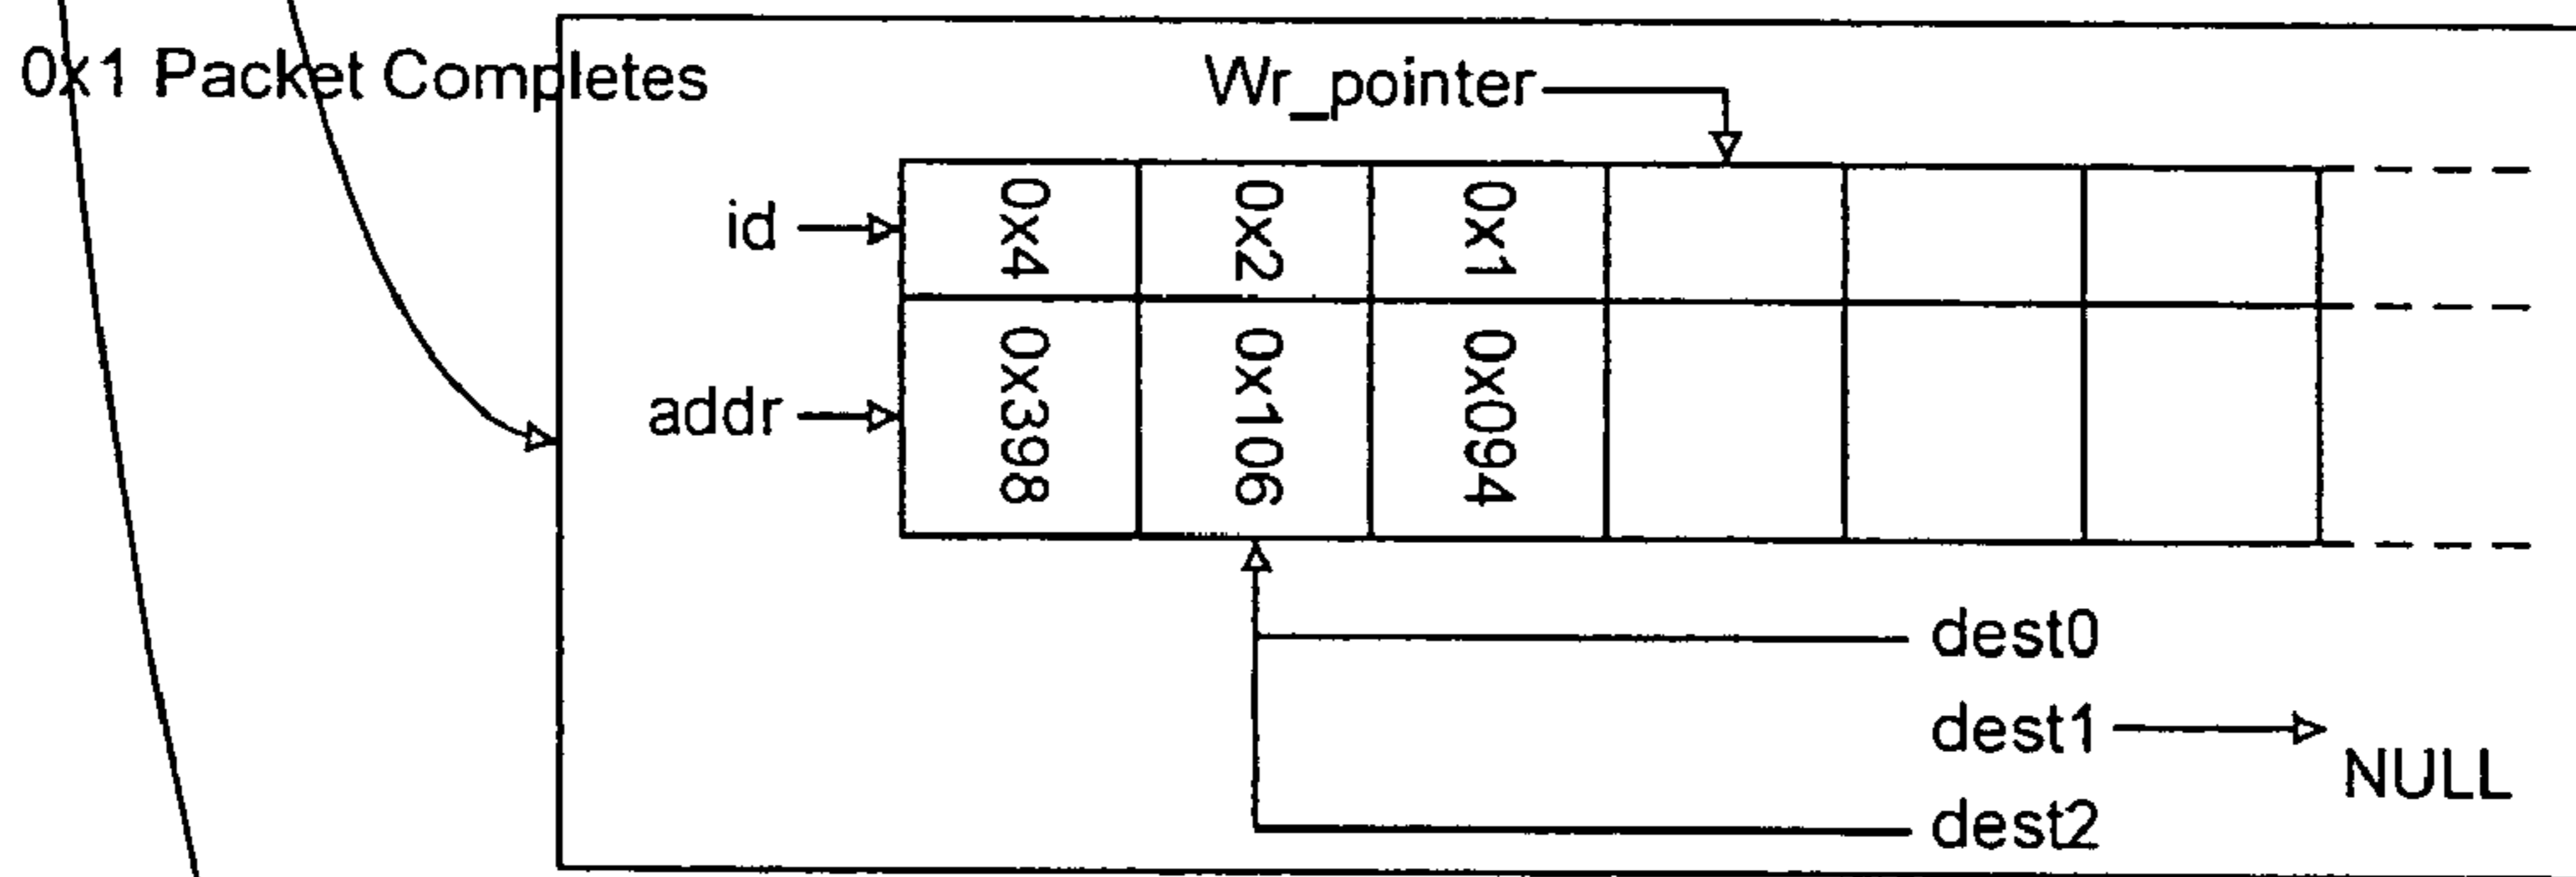 0x1 Packet Completes
Wr_pointer
id
0x4
0x2
0x1
addr
0x398
0x106
0x094
dest0
dest1
NULL
dest2